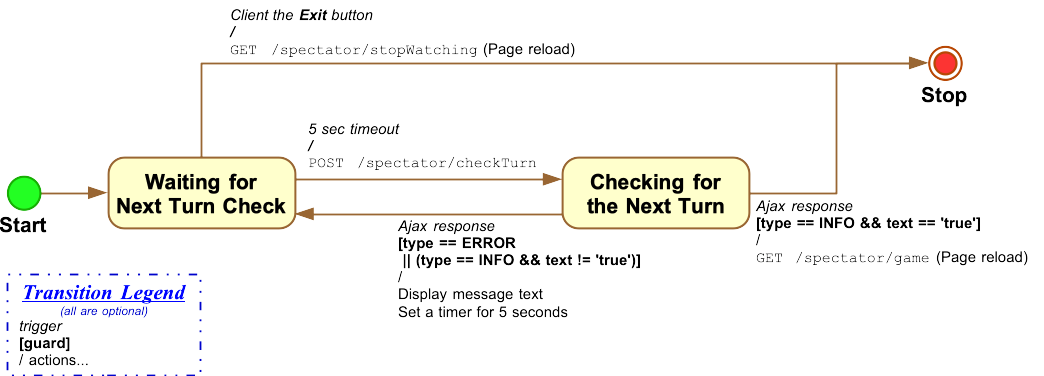 Client the Exit button
/
GET /spectator/stopWatching (Page reload)
Stop
5 sec timeout
/
POST /spectator/checkTurn
Start
Waiting for
Next Turn Check
Checking for
the Next Turn
Ajax response
[type == ERROR
|| (type == INFO && text != 'true')]
/
Display message text
Set a timer for 5 seconds
Ajax response
[type == INFO && text == 'true']
/
GET /spectator/game (Page reload)
Transition Legend
(all are optional)
trigger
[guard]
/ actions...